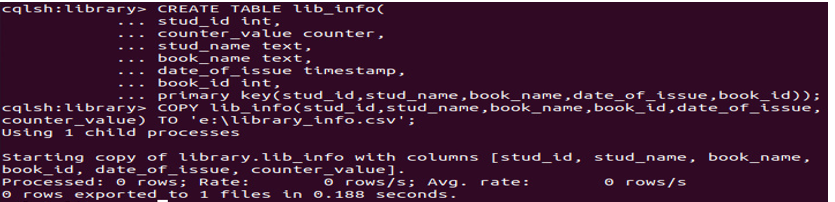 cqlsh:library> CREATE TABLE lib_info(
... stud_id int,
... counter_value counter,
... stud_name text,
... book_name text,
... date_of_issue timestamp,
... book_id int,
... primary key(stud_id,stud_name,book_name,date_of_issue,book_id));
cqlsh:library> COPY lib_info(stud_id,stud_name,book_name,book_id,date_of_issue,
counter_value) TO 'e:\library_info.csv';
Using 1 child processes
Starting copy of library.lib_info with columns [stud_id, stud_name, book_name,
book_id, date_of_issue, counter_value].
Processed: 0 rows; Rate: 0 rows/s; Avg. rate: 0 rows/s
0 rows exported to 1 files in 0.188 seconds.